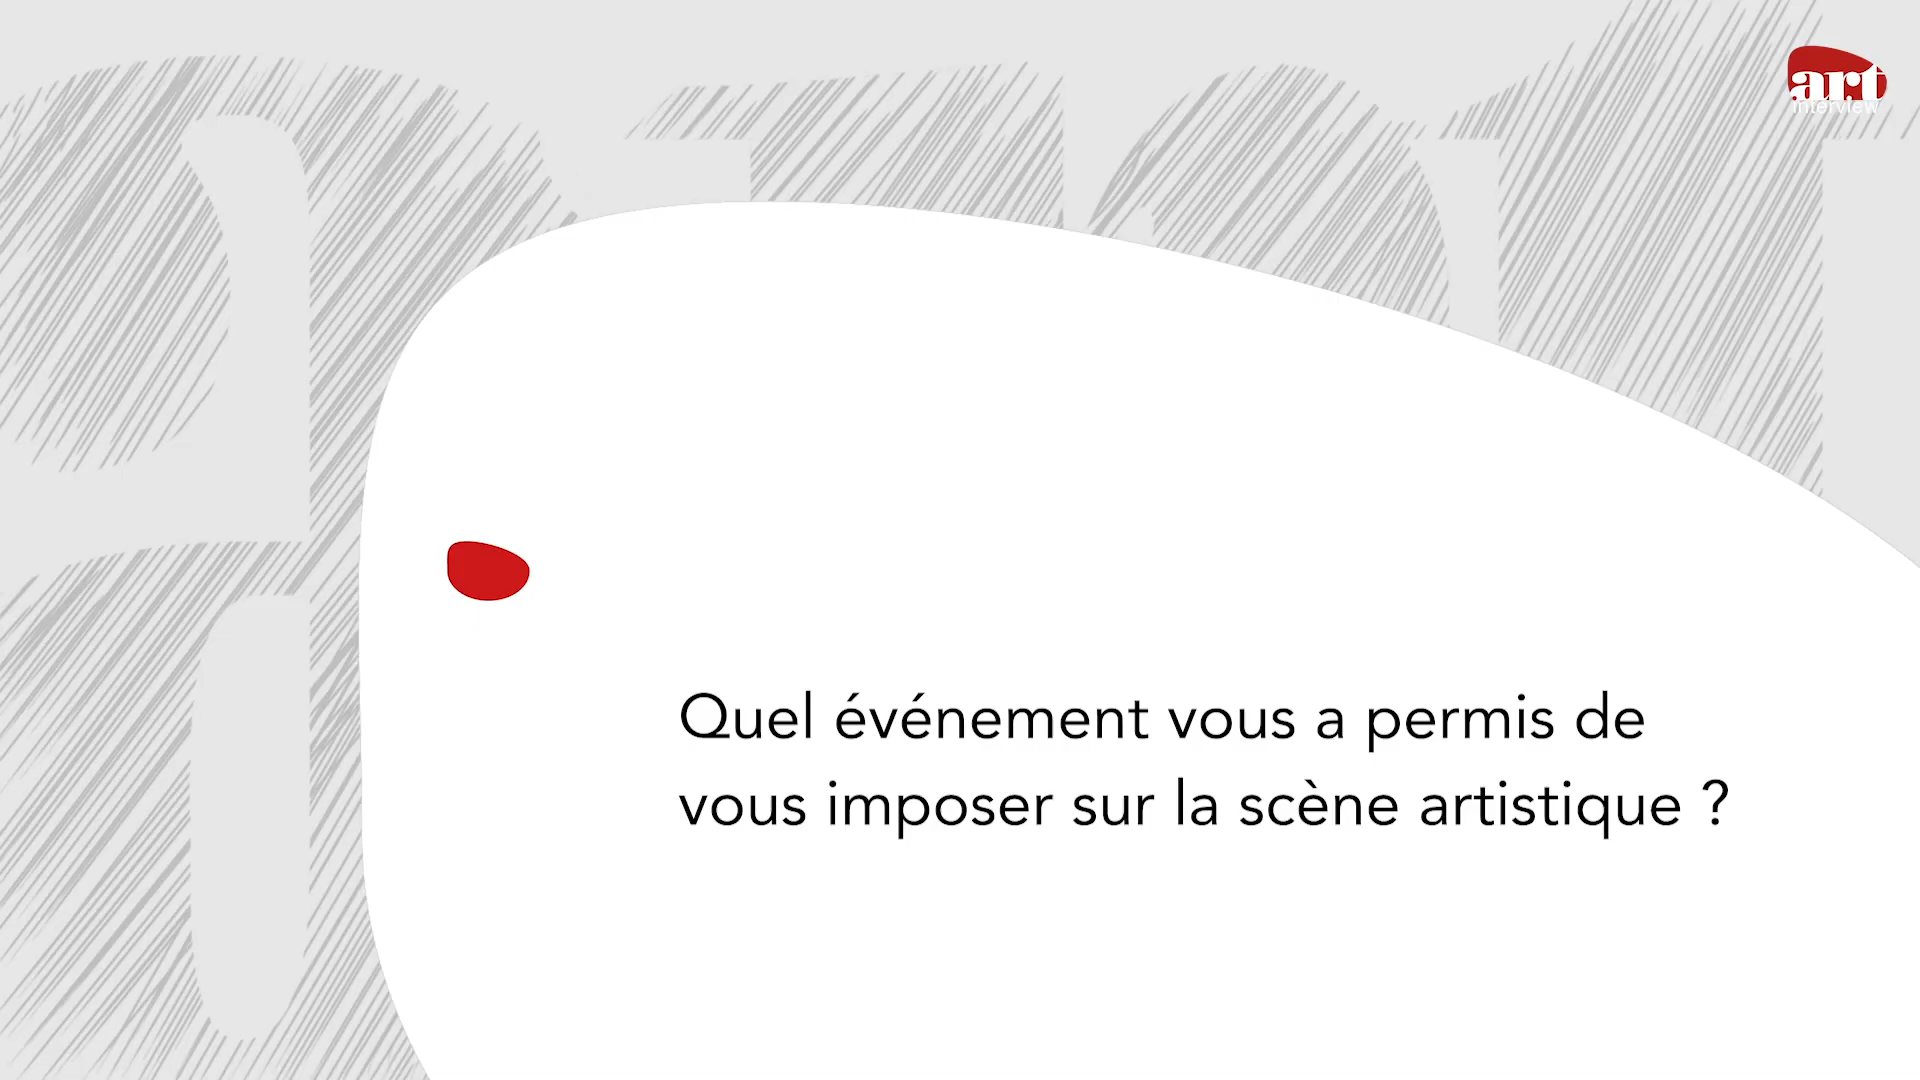 art
interview
Quel événement vous a permis de
vous imposer sur la scène artistique ?